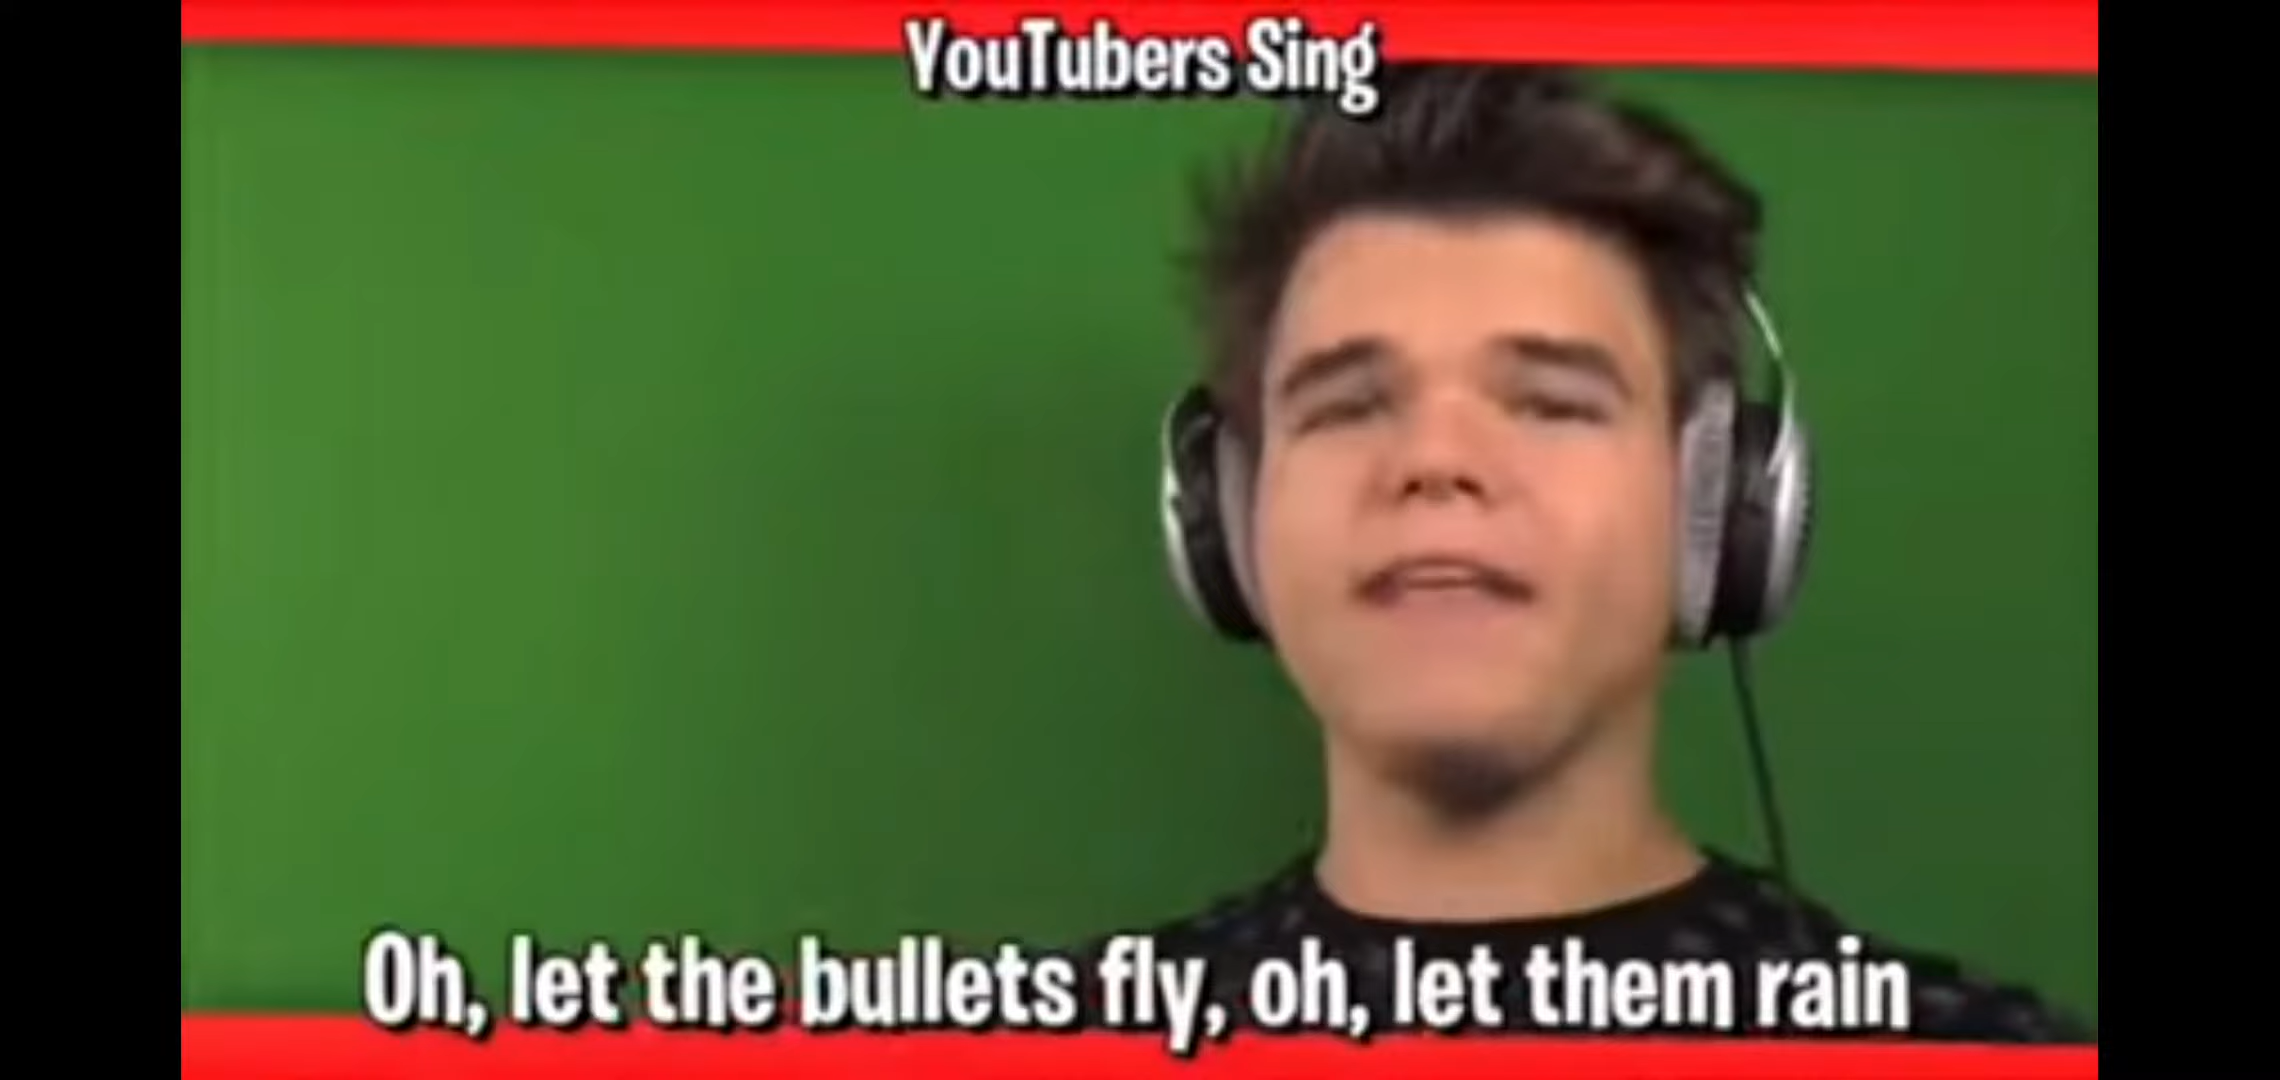 YouTubers Sing
Oh, let the bullets fly, oh, let them rain